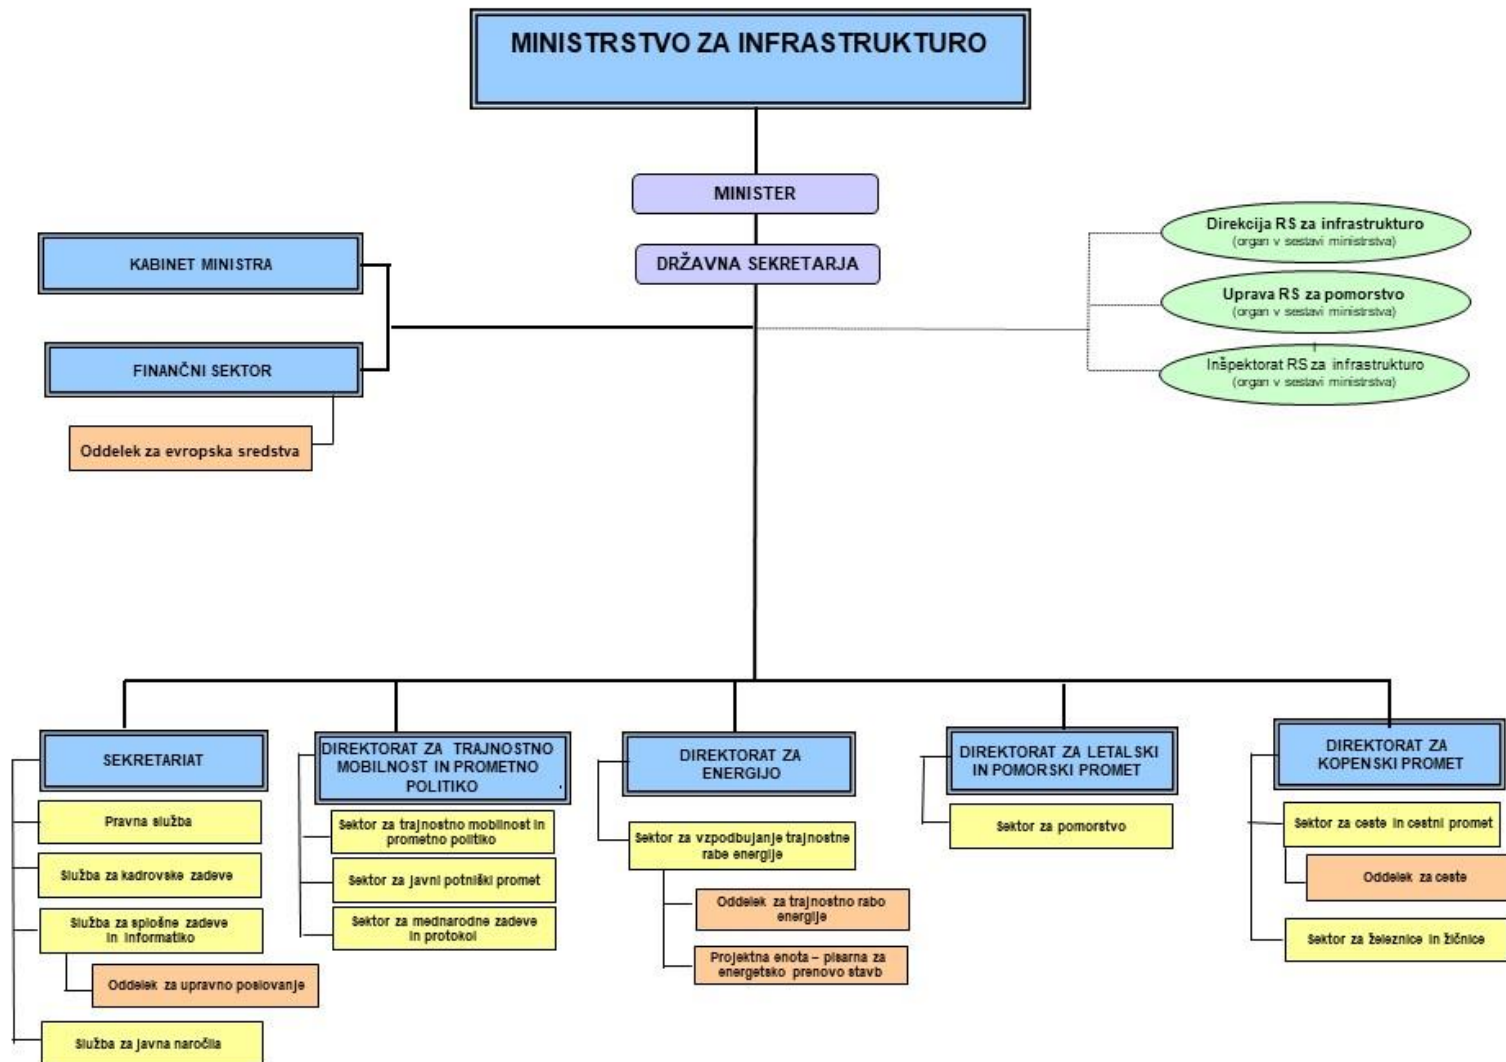 MINISTRSTVO ZA INFRASTRUKTURO
MINISTER
DRŽAVNA SEKRETARJA
KABINET MINISTRA
FINANČNI SEKTOR
Oddelek za evropska sredstva
Direkcija RS za infrastrukturo
(organ v sestavi ministrstva)
Uprava RS za pomorstvo
(organ v sestavi ministrstva)
Inšpektorat RS za infrastrukturo
(organ v sestavi ministrstva)
SEKRETARIAT
Pravna služba
Služba za kadrovske zadeve
Služba za splošne zadeve
in informatiko
Oddelek za upravno poslovanje
Služba za javna naročila
DIREKTORAT ZA TRAJNOSTNO
MOBILNOST IN PROMETNO
POLITIKO
Sektor za trajnostno mobilnost in
prometno politiko
Sektor za javni potniški promet
Sektor za mednarodne zadeve
in protokol
DIREKTORAT ZA
ENERGIJO
Sektor za vzpodbujanje trajnostne
rabe energije
Oddelek za trajnostno rabo
energije
Projektna enota – pisarna za
energetsko prenovo stavb
DIREKTORAT ZA LETALSKI
IN POMORSKI PROMET
Sektor za pomorstvo
DIREKTORAT ZA
KOPENSKI PROMET
Sektor za ceste in cestni promet
Oddelek za ceste
Sektor za železnice in žičnice